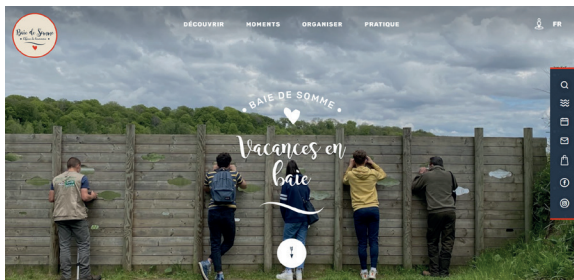 Baie de Somme
DÉCOUVRIR MOMENTS ORGANISER PRATIQUE
FR
BAIE DE SOMME
Vacances en
baie